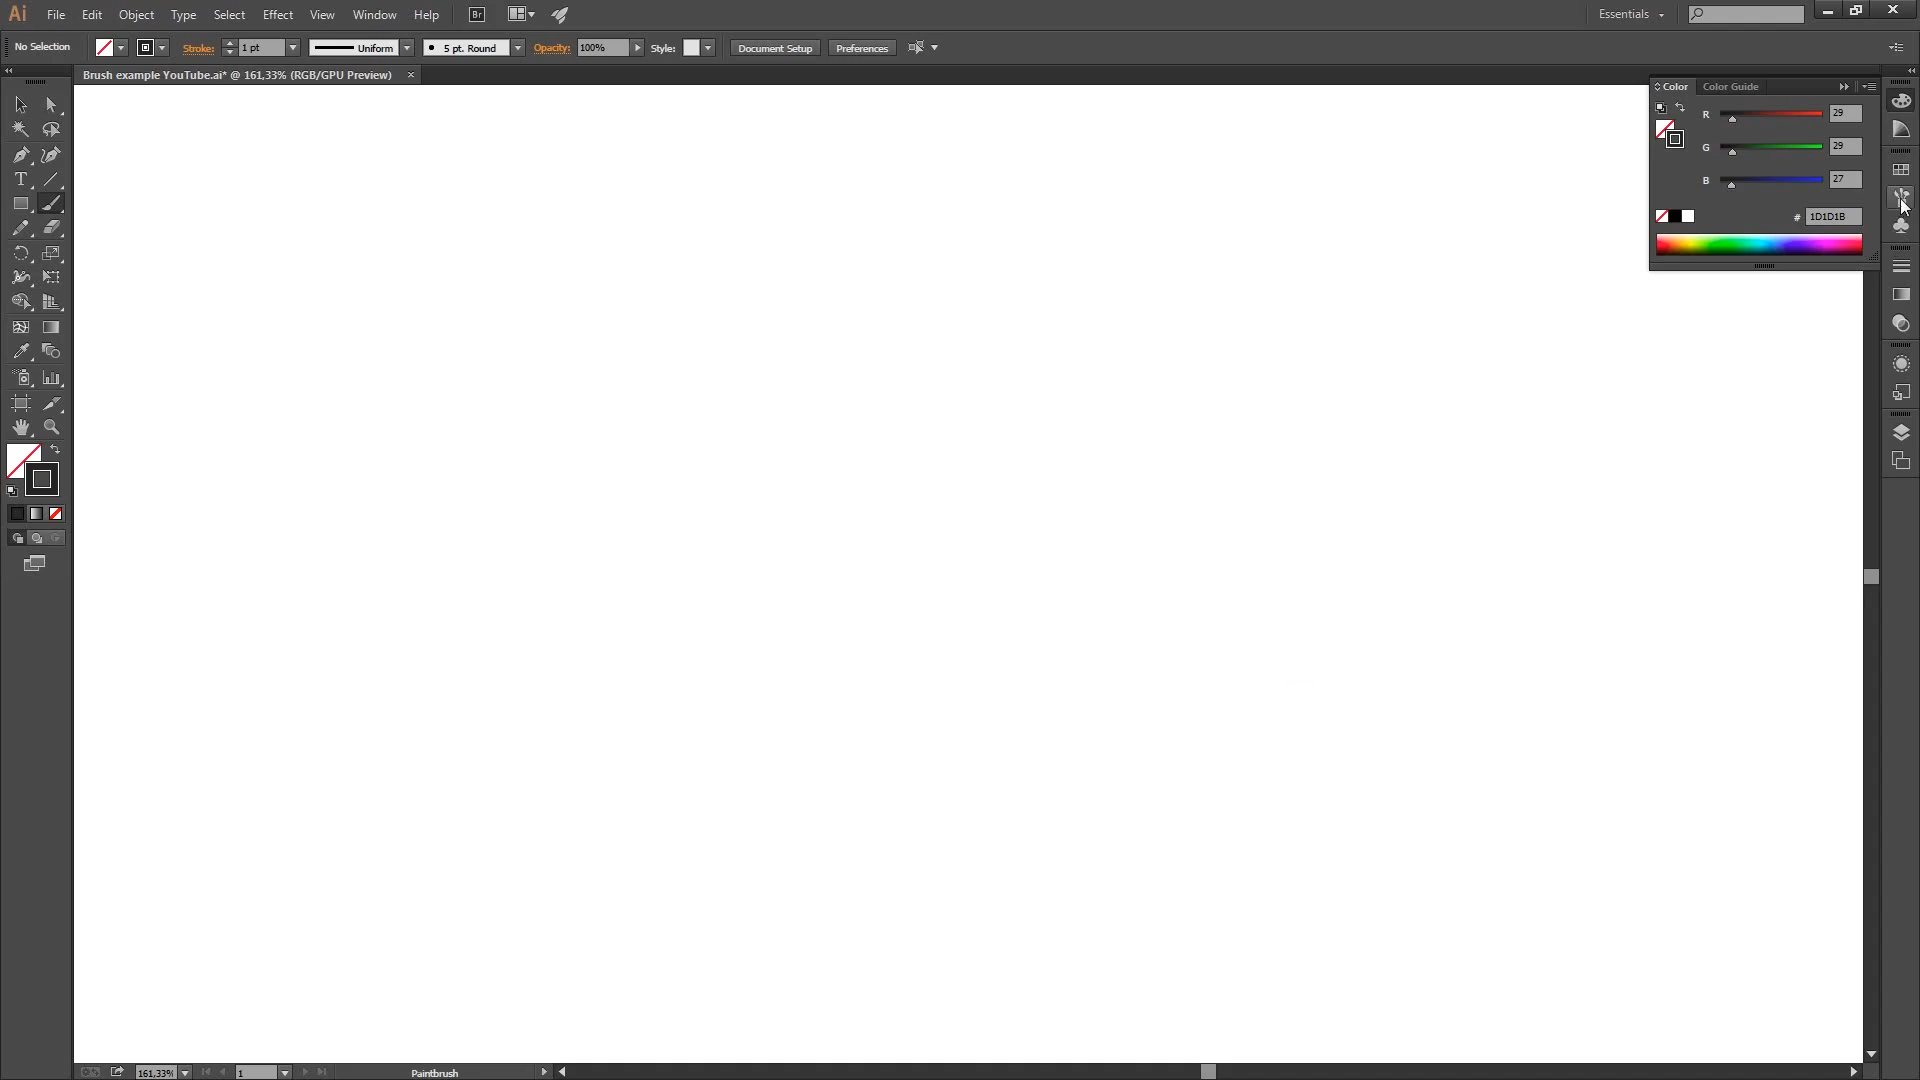 Ai File Edit Object Type Select Effect View Window Help Br Essentials
No Selection Stroke: 1 pt Uniform 5 pt. Round Opacity: 100% Style: Document Setup Preferences
Brush example YouTube.ai* @ 161,33% (RGB/GPU Preview) ×
Color Color Guide
R 29
G 29
B 27
# 1D1D1B
T
161,33% 1 Paintbrush